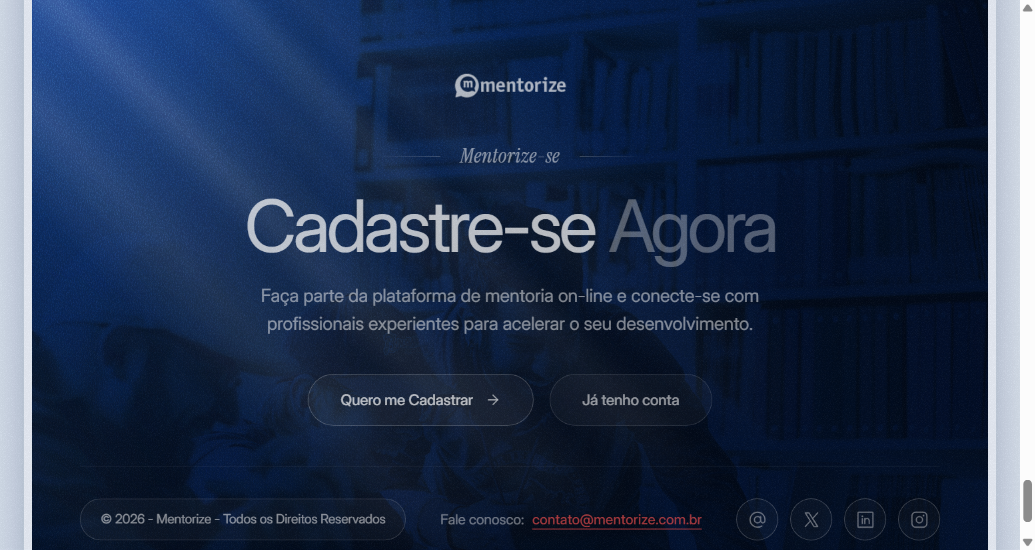 mentorize
Mentorize-se
Cadastre-se Agora
Faça parte da plataforma de mentoria on-line e conecte-se com
profissionais experientes para acelerar o seu desenvolvimento.
Quero me Cadastrar →
Já tenho conta
© 2026 - Mentorize - Todos os Direitos Reservados
Fale conosco: contato@mentorize.com.br